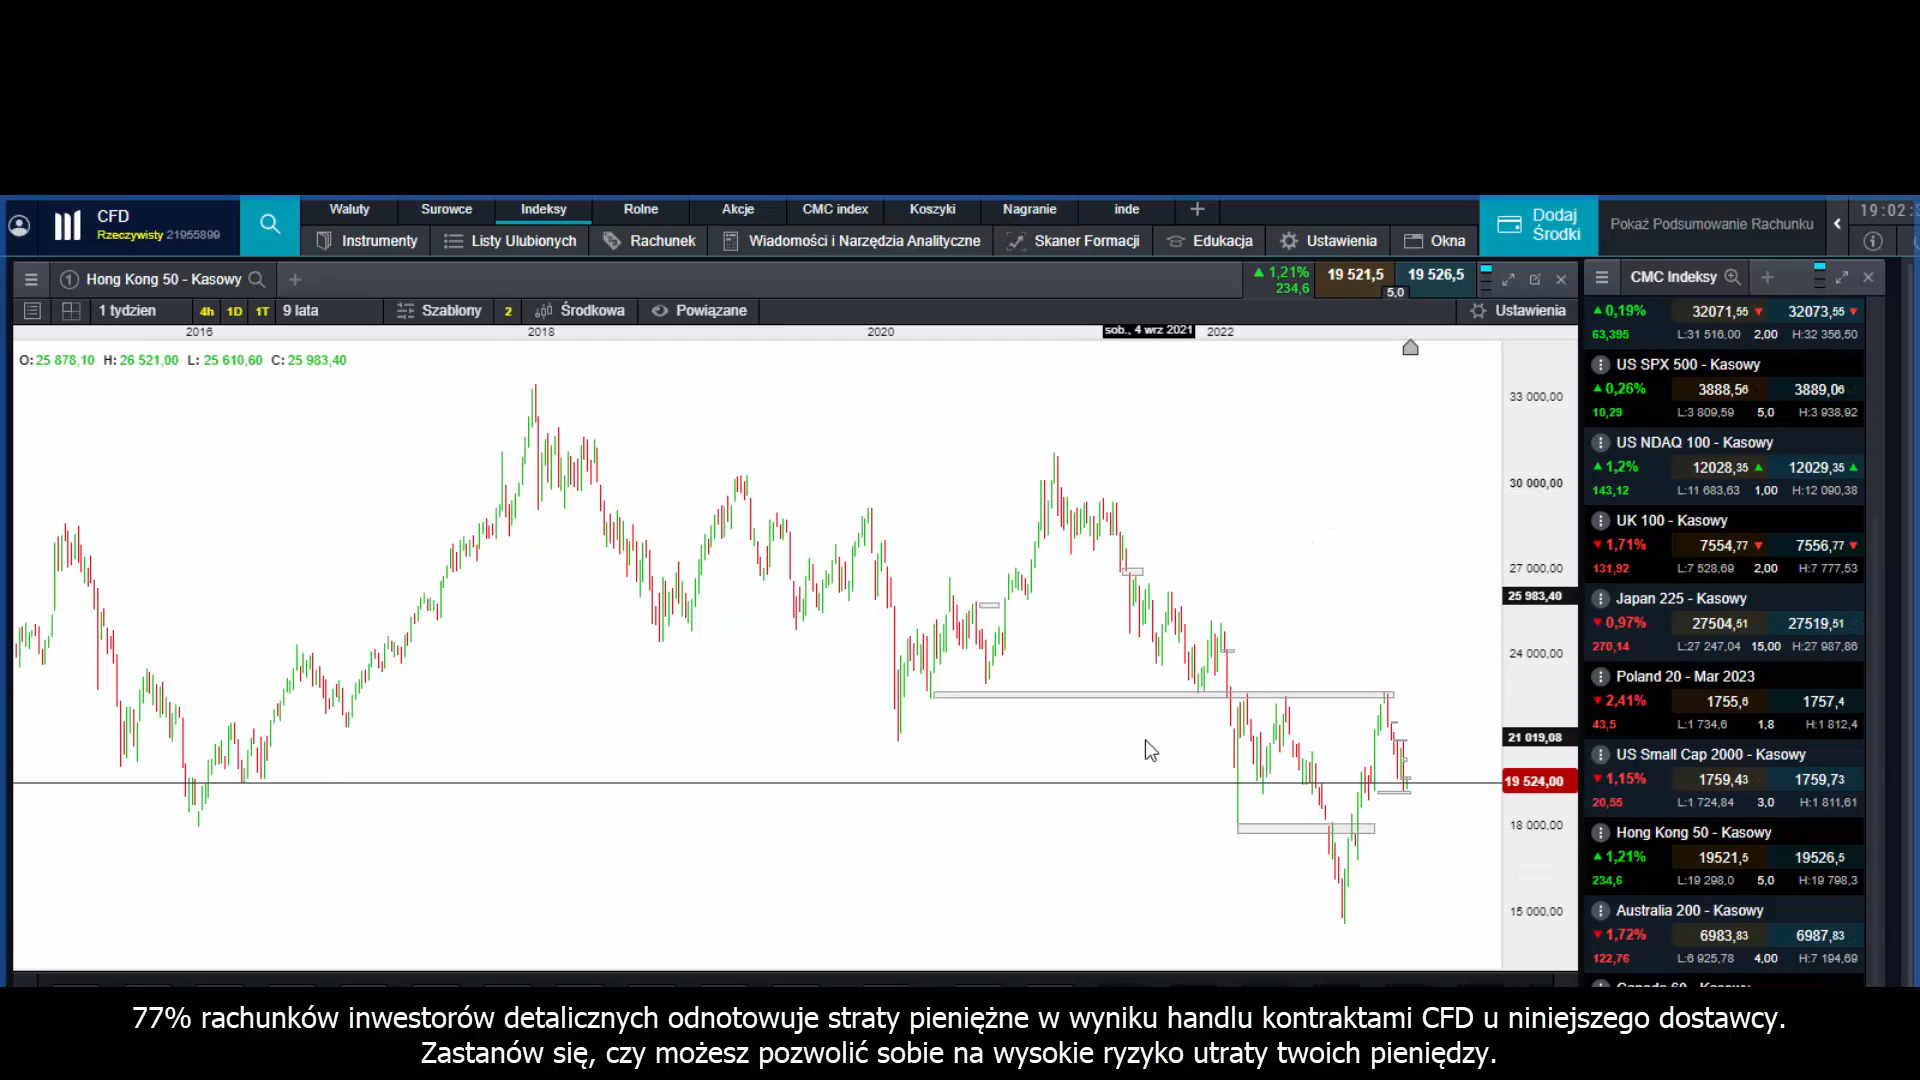 CFD
Rzeczywisty 21955899
Waluty Surowce Indeksy Rolne Akcje CMC index Koszyki Nagranie inde
Instrumenty Listy Ulubionych Rachunek Wiadomości i Narzędzia Analityczne Skaner Formacji Edukacja Ustawienia Okna
Dodaj
Środki
Pokaż Podsumowanie Rachunku
19:02:
1 Hong Kong 50 - Kasowy
1,21%
234,6
19 521,5 19 526,5
5,0
CMC Indeksy
1 tydzien 4h 1D 1T 9 lata Szablony 2 Środkowa Powiązane Ustawienia
2016 2018 2020 sob., 4 wrz 2021 2022
O: 25 878,10 H: 26 521,00 L: 25 610,60 C: 25 983,40
33 000,00
30 000,00
27 000,00
25 983,40
24 000,00
21 019,08
19 524,00
18 000,00
15 000,00
0,19% 32071,55 32073,55
63,395 L:31 516,00 2,00 H:32 356,50
US SPX 500 - Kasowy
0,26% 3888,56 3889,06
10,29 L:3 809,59 5,0 H:3 938,92
US NDAQ 100 - Kasowy
1,2% 12028,35 12029,35
143,12 L:11 683,63 1,00 H:12 090,38
UK 100 - Kasowy
1,71% 7554,77 7556,77
131,92 L:7 528,69 2,00 H:7 777,53
Japan 225 - Kasowy
0,97% 27504,51 27519,51
270,14 L:27 247,04 15,00 H:27 987,86
Poland 20 - Mar 2023
2,41% 1755,6 1757,4
43,5 L:1 734,6 1,8 H:1 812,4
US Small Cap 2000 - Kasowy
1,15% 1759,43 1759,73
20,55 L:1 724,84 3,0 H:1 811,61
Hong Kong 50 - Kasowy
1,21% 19521,5 19526,5
234,6 L:19 298,0 5,0 H:19 798,3
Australia 200 - Kasowy
1,72% 6983,83 6987,83
122,76 L:6 925,78 4,00 H:7 194,69
77% rachunków inwestorów detalicznych odnotowuje straty pieniężne w wyniku handlu kontraktami CFD u niniejszego dostawcy.
Zastanów się, czy możesz pozwolić sobie na wysokie ryzyko utraty twoich pieniędzy.